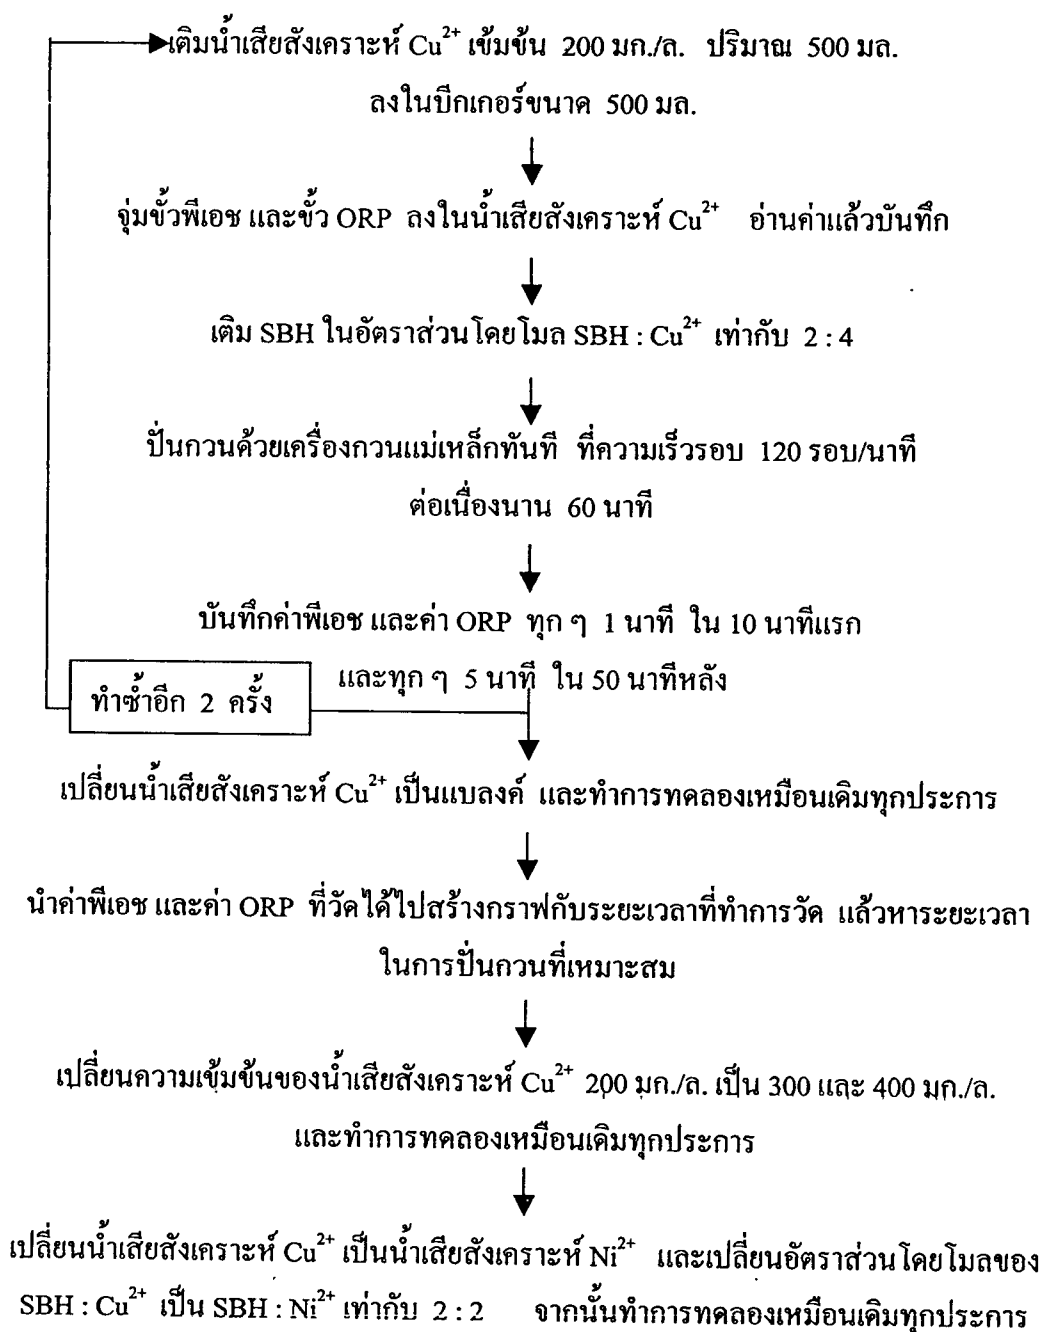 เติมน้ำเสียสังเคราะห์ Cu²⁺ เข้มข้น 200 มก./ล. ปริมาณ 500 มล.
ลงในบีกเกอร์ขนาด 500 มล.
จุ่มขั้วพีเอช และขั้ว ORP ลงในน้ำเสียสังเคราะห์ Cu²⁺ อ่านค่าแล้วบันทึก
เติม SBH ในอัตราส่วนโดยโมล SBH : Cu²⁺ เท่ากับ 2 : 4
ปั่นกวนด้วยเครื่องกวนแม่เหล็กทันที ที่ความเร็วรอบ 120 รอบ/นาที
ต่อเนื่องนาน 60 นาที
บันทึกค่าพีเอช และค่า ORP ทุก ๆ 1 นาที ใน 10 นาทีแรก
และทุก ๆ 5 นาที ใน 50 นาทีหลัง
ทำซ้ำอีก 2 ครั้ง
เปลี่ยนน้ำเสียสังเคราะห์ Cu²⁺ เป็นแบลงค์ และทำการทดลองเหมือนเดิมทุกประการ
นำค่าพีเอช และค่า ORP ที่วัดได้ไปสร้างกราฟกับระยะเวลาที่ทำการวัด แล้วหาระยะเวลา
ในการปั่นกวนที่เหมาะสม
เปลี่ยนความเข้มข้นของน้ำเสียสังเคราะห์ Cu²⁺ 200 มก./ล. เป็น 300 และ 400 มก./ล.
และทำการทดลองเหมือนเดิมทุกประการ
เปลี่ยนน้ำเสียสังเคราะห์ Cu²⁺ เป็นน้ำเสียสังเคราะห์ Ni²⁺ และเปลี่ยนอัตราส่วนโดยโมลของ
SBH : Cu²⁺ เป็น SBH : Ni²⁺ เท่ากับ 2 : 2 จากนั้นทำการทดลองเหมือนเดิมทุกประการ